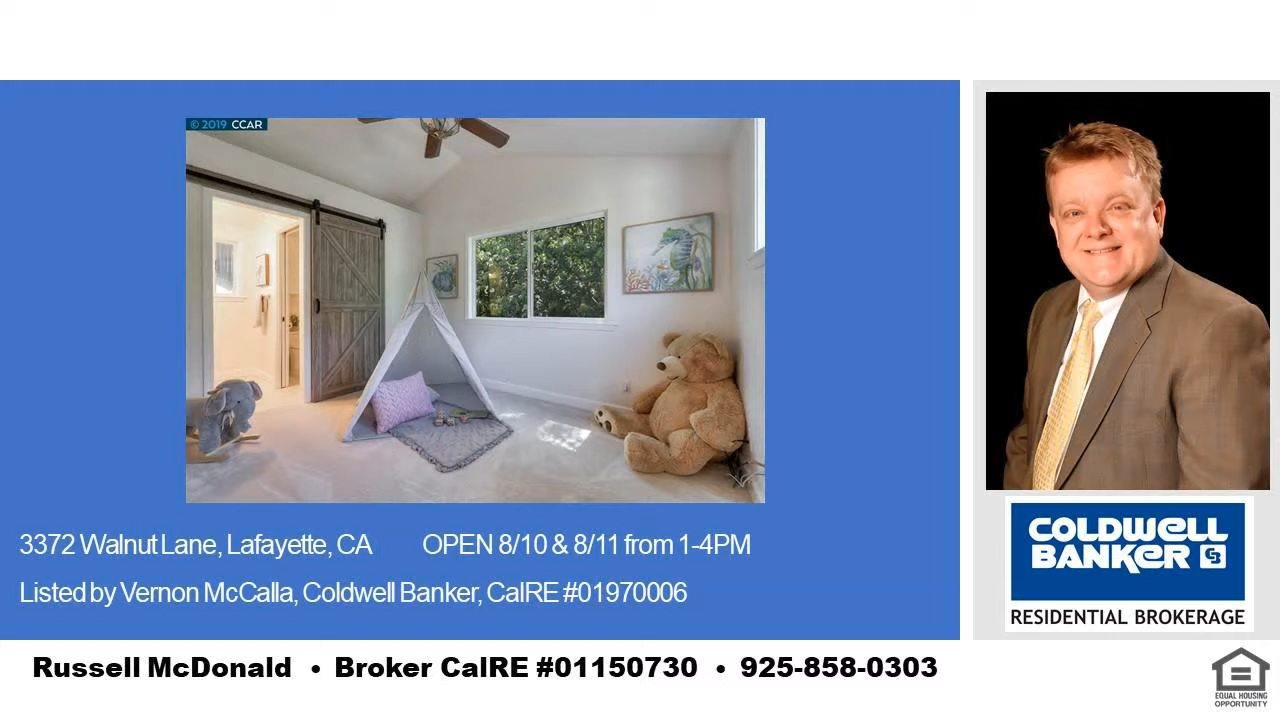 © 2019 CCAR
3372 Walnut Lane, Lafayette, CA OPEN 8/10 & 8/11 from 1-4PM
Listed by Vernon McCalla, Coldwell Banker, CalRE #01970006
COLDWELL
BANKER CB
RESIDENTIAL BROKERAGE
Russell McDonald • Broker CalRE #01150730 • 925-858-0303
EQUAL HOUSING
OPPORTUNITY